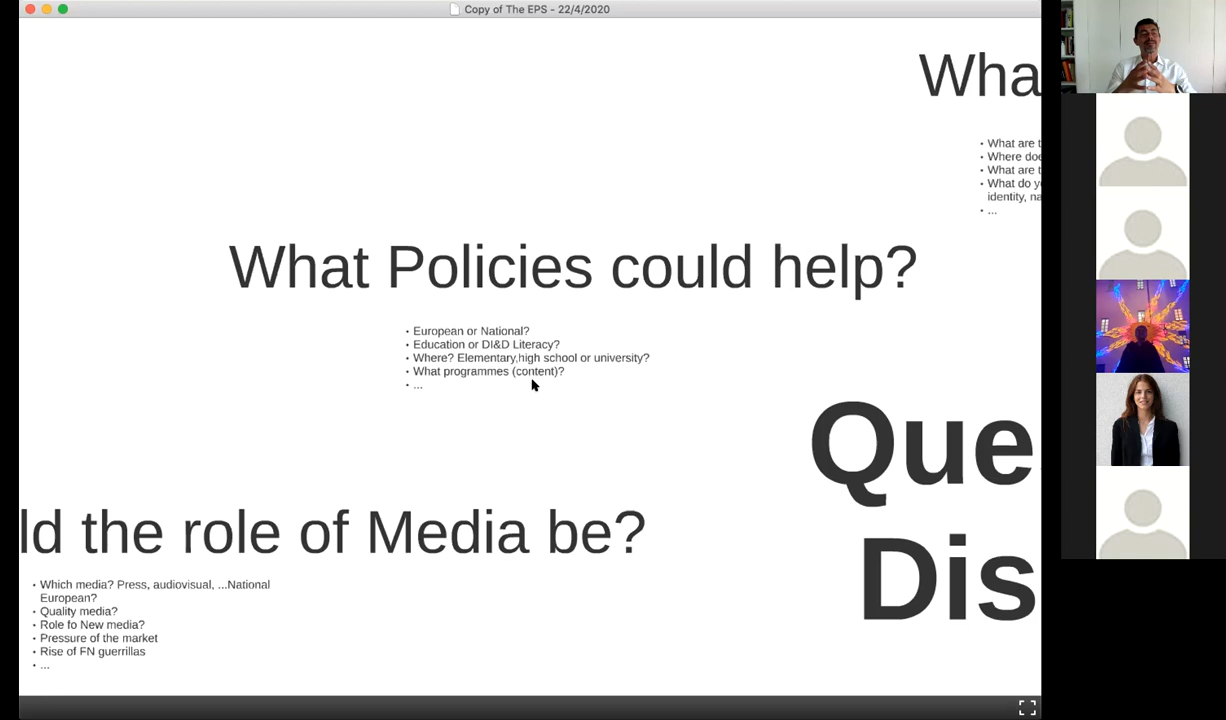 Copy of The EPS - 22/4/2020
Wha
• What are t
• Where doe
• What are t
• What do y
identity, na
• ...
What Policies could help?
• European or National?
• Education or DI&D Literacy?
• Where? Elementary,high school or university?
• What programmes (content)?
• ...
Que
Dis
ld the role of Media be?
• Which media? Press, audiovisual, ...National
European?
• Quality media?
• Role fo New media?
• Pressure of the market
• Rise of FN guerrillas
• ...